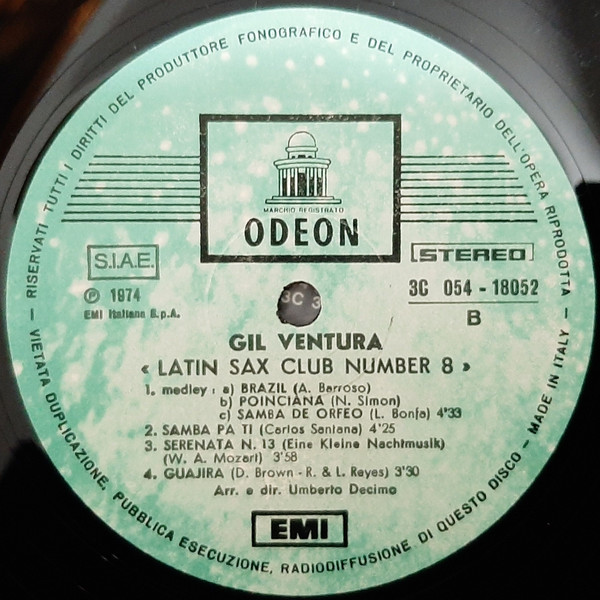 RISERVATI TUTTI I DIRITTI DEL PRODUTTORE FONOGRAFICO E DEL PROPRIETARIO DELL'OPERA RIPRODOTTA
MARCHIO REGISTRATO
ODEON
S.I.A.E.
STEREO
Ⓟ 1974
EMI Italiana S.p.A.
3C 054 - 18052
B
3C 3
GIL VENTURA
« LATIN SAX CLUB NUMBER 8 »
1. medley : a) BRAZIL (A. Barroso)
b) POINCIANA (N. Simon)
c) SAMBA DE ORFEO (L. Bonfa) 4'33
2. SAMBA PA TI (Carlos Santana) 4'25
3. SERENATA N. 13 (Eine Kleine Nachtmusik)
(W. A. Mozart) 3'58
4. GUAJIRA (D. Brown - R. & L. Reyes) 3'30
Arr. e dir. Umberto Decimo
EMI
VIETATA DUPLICAZIONE, PUBBLICA ESECUZIONE, RADIODIFFUSIONE DI QUESTO DISCO - MADE IN ITALY -